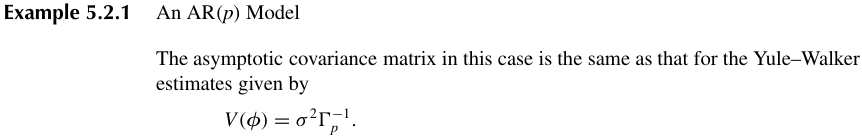 Example 5.2.1 An AR(p) Model
The asymptotic covariance matrix in this case is the same as that for the Yule–Walker
estimates given by
V(ϕ) = σ²Γₚ⁻¹.